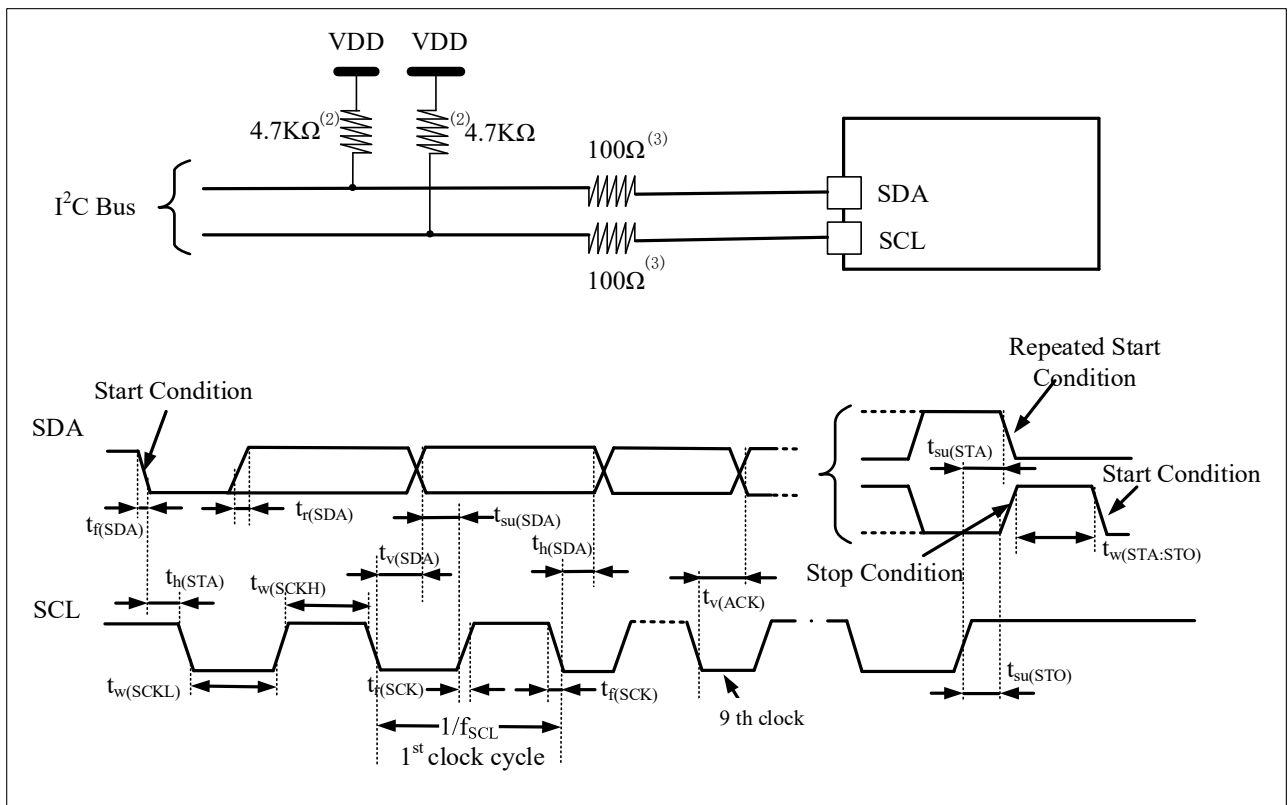 VDD VDD
4.7KΩ(2) (2)4.7KΩ
100Ω(3)
I2C Bus
SDA
SCL
100Ω(3)
Repeated Start
Condition
Start Condition
SDA
tsu(STA)
Start Condition
tf(SDA)
tr(SDA)
tsu(SDA)
tv(SDA)
th(SDA)
tw(STA:STO)
Stop Condition
th(STA)
tw(SCKH)
tv(ACK)
SCL
tw(SCKL)
tf(SCK)
tf(SCK)
tsu(STO)
9 th clock
1/fSCL
1st clock cycle